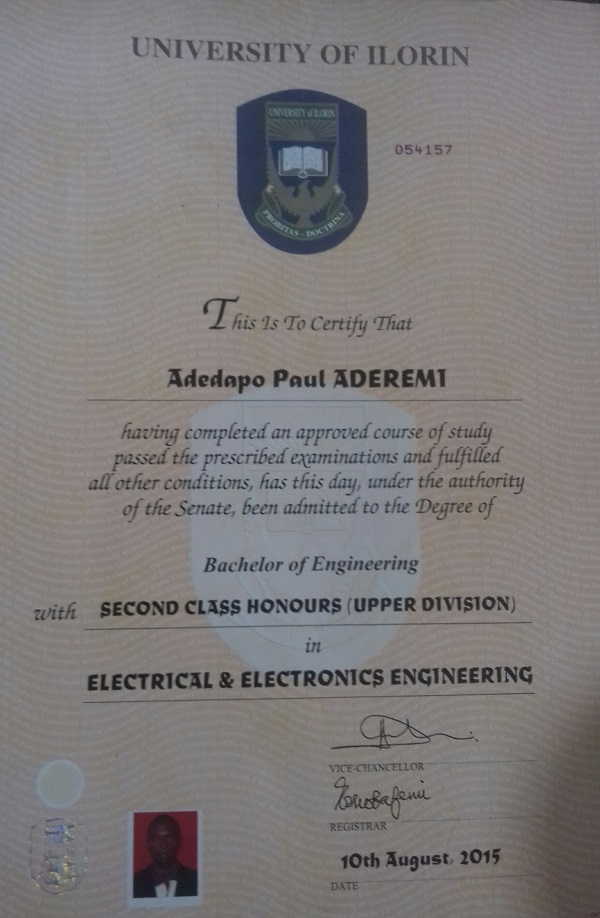 UNIVERSITY OF ILORIN
UNIVERSITY of ILORIN
PROBITAS - DOCTRINA
054157
This Is To Certify That
Adedapo Paul ADEREMI
having completed an approved course of study
passed the prescribed examinations and fulfilled
all other conditions, has this day, under the authority
of the Senate, been admitted to the Degree of
Bachelor of Engineering
with SECOND CLASS HONOURS (UPPER DIVISION)
in
ELECTRICAL & ELECTRONICS ENGINEERING
VICE-CHANCELLOR
REGISTRAR
10th August, 2015
DATE